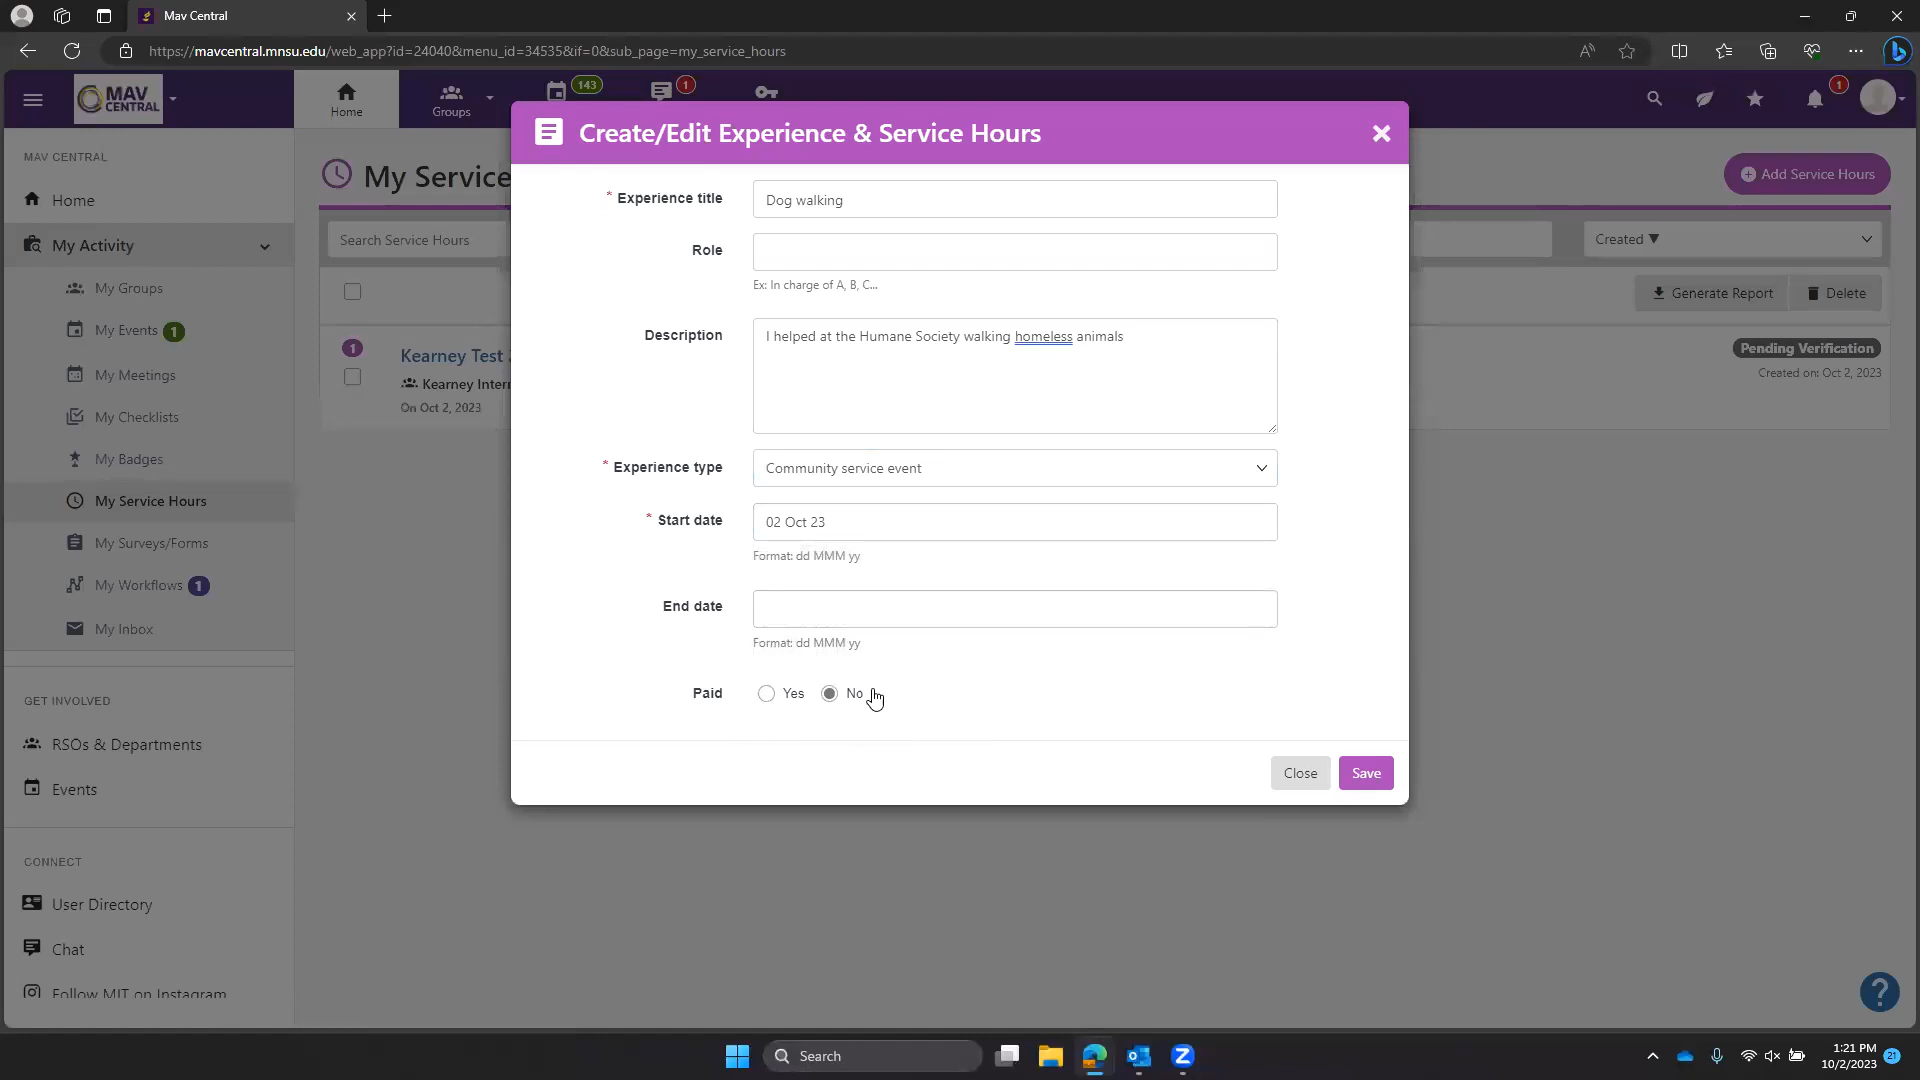 Mav Central
https://mavcentral.mnsu.edu/web_app?id=24040&menu_id=34535&if=0&sub_page=my_service_hours
MAV CENTRAL
Home
Groups
143
1
1
MAV CENTRAL
Home
My Activity
My Groups
My Events 1
My Meetings
My Checklists
My Badges
My Service Hours
My Surveys/Forms
My Workflows 1
My Inbox
GET INVOLVED
RSOs & Departments
Events
CONNECT
User Directory
Chat
Follow MIT on Instagram
My Service
Add Service Hours
Search Service Hours
Created ▼
Generate Report
Delete
1
Kearney Test
Kearney Inter
On Oct 2, 2023
Pending Verification
Created on: Oct 2, 2023
Create/Edit Experience & Service Hours
* Experience title
Dog walking
Role
Ex: In charge of A, B, C...
Description
I helped at the Humane Society walking homeless animals
* Experience type
Community service event
* Start date
02 Oct 23
Format: dd MMM yy
End date
Format: dd MMM yy
Paid
Yes
No
Close
Save
?
Search
1:21 PM
10/2/2023
21